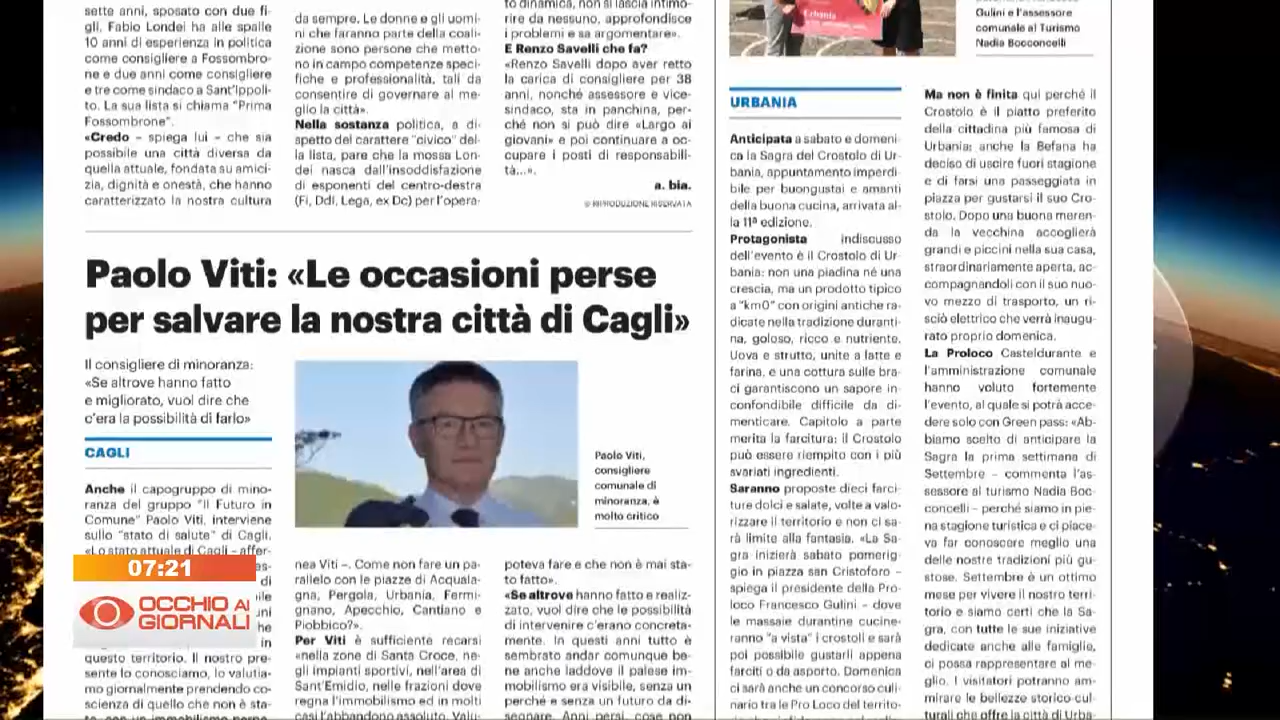 sette anni, sposato con due fi-
gli, Fabio Londei ha alle spalle
10 anni di esperienza in politica
come consigliere a Fossombro-
ne e due anni come consigliere
e tre come sindaco a Sant'Ippoli-
to. La sua lista si chiama "Prima
Fossombrone".
«Credo – spiega lui – che sia
possibile una città diversa da
quella attuale, fondata su amici-
zia, dignità e onestà, che hanno
caratterizzato la nostra cultura
da sempre. Le donne e gli uomi-
ni che faranno parte della coali-
zione sono persone che metto-
no in campo competenze speci-
fiche e professionalità, tali da
consentire di governare al me-
glio la città».
Nella sostanza politica, a di-
spetto del carattere "civico" del-
la lista, pare che la mossa Lon-
dei nasca dall'insoddisfazione
di esponenti del centro-destra
(Fi, Ddi, Lega, ex Dc) per l'opera-
to dinamica, non si lascia intimo-
rire da nessuno, approfondisce
i problemi e sa argomentare».
E Renzo Savelli che fa?
«Renzo Savelli dopo aver retto
la carica di consigliere per 38
anni, nonché assessore e vice-
sindaco, sta in panchina, per-
ché non si può dire «Largo ai
giovani» e poi continuare a oc-
cupare i posti di responsabili-
tà...».
a. bia.
© RIPRODUZIONE RISERVATA
Paolo Viti: «Le occasioni perse
per salvare la nostra città di Cagli»
Il consigliere di minoranza:
«Se altrove hanno fatto
e migliorato, vuol dire che
c'era la possibilità di farlo»
CAGLI
Anche il capogruppo di mino-
ranza del gruppo "Il Futuro in
Comune" Paolo Viti, interviene
sullo "stato di salute" di Cagli.
«Lo stato attuale di Cagli – affer-
di
in
questo territorio. Il nostro pre-
sente lo conosciamo, lo valutia-
mo giornalmente prendendo co-
scienza di quello che non è sta-
Paolo Viti,
consigliere
comunale di
minoranza, è
molto critico
nea Viti –. Come non fare un pa-
rallelo con le piazze di Acquala-
gna, Pergola, Urbania, Fermi-
gnano, Apecchio, Cantiano e
Piobbico?».
Per Viti è sufficiente recarsi
«nella zona di Santa Croce, ne-
gli impianti sportivi, nell'area di
Sant'Emidio, nelle frazioni dove
regna l'immobilismo ed in molti
casi l'abbandono assoluto. Valu-
poteva fare e che non è mai sta-
to fatto».
«Se altrove hanno fatto e realiz-
zato, vuol dire che le possibilità
di intervenire c'erano concreta-
mente. In questi anni tutto è
sembrato andar comunque be-
ne anche laddove il palese im-
mobilismo era visibile, senza un
perché e senza un futuro da di-
segnare. Anni persi, cose non
Urbania
Gulini e l'assessore
comunale al Turismo
Nadia Bocconcelli
URBANIA
Anticipata a sabato e domeni-
ca la Sagra del Crostolo di Ur-
bania, appuntamento imperdi-
bile per buongustai e amanti
della buona cucina, arrivata al-
la 11ª edizione.
Protagonista indiscusso
dell'evento è il Crostolo di Ur-
bania: non una piadina né una
crescia, ma un prodotto tipico
a "km0" con origini antiche ra-
dicate nella tradizione duranti-
na, goloso, ricco e nutriente.
Uova e strutto, unite a latte e
farina, e una cottura sulle bra-
ci garantiscono un sapore in-
confondibile difficile da di-
menticare. Capitolo a parte
merita la farcitura: il Crostolo
può essere riempito con i più
svariati ingredienti.
Saranno proposte dieci farci-
ture dolci e salate, volte a valo-
rizzare il territorio e non ci sa-
rà limite alla fantasia. «La Sa-
gra inizierà sabato pomerig-
gio in piazza san Cristoforo –
spiega il presidente della Pro-
loco Francesco Gulini – dove
le massaie durantine cucine-
ranno "a vista" i crostoli e sarà
poi possibile gustarli appena
farciti o da asporto. Domenica
ci sarà anche un concorso culi-
nario tra le Pro Loco del territo-
Ma non è finita qui perché il
Crostolo è il piatto preferito
della cittadina più famosa di
Urbania: anche la Befana ha
deciso di uscire fuori stagione
e di farsi una passeggiata in
piazza per gustarsi il suo Cro-
stolo. Dopo una buona meren-
da la vecchina accoglierà
grandi e piccini nella sua casa,
straordinariamente aperta, ac-
compagnandoli con il suo nuo-
vo mezzo di trasporto, un ri-
sciò elettrico che verrà inaugu-
rato proprio domenica.
La Proloco Casteldurante e
l'amministrazione comunale
hanno voluto fortemente
l'evento, al quale si potrà acce-
dere solo con Green pass: «Ab-
biamo scelto di anticipare la
Sagra la prima settimana di
Settembre – commenta l'as-
sessore al turismo Nadia Boc-
concelli – perché siamo in pie-
na stagione turistica e ci piace-
va far conoscere meglio una
delle nostre tradizioni più gu-
stose. Settembre è un ottimo
mese per vivere il nostro terri-
torio e siamo certi che la Sa-
gra, con tutte le sue iniziative
dedicate anche alle famiglie,
ci possa rappresentare al me-
glio. I visitatori potranno am-
mirare le bellezze storico-cul-
turali che offre la città di Urba-
07:21
OCCHIO AI
GIORNALI